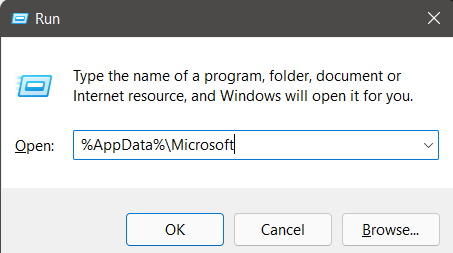 Run
Type the name of a program, folder, document or
Internet resource, and Windows will open it for you.
Open: %AppData%\Microsoft
OK Cancel Browse...